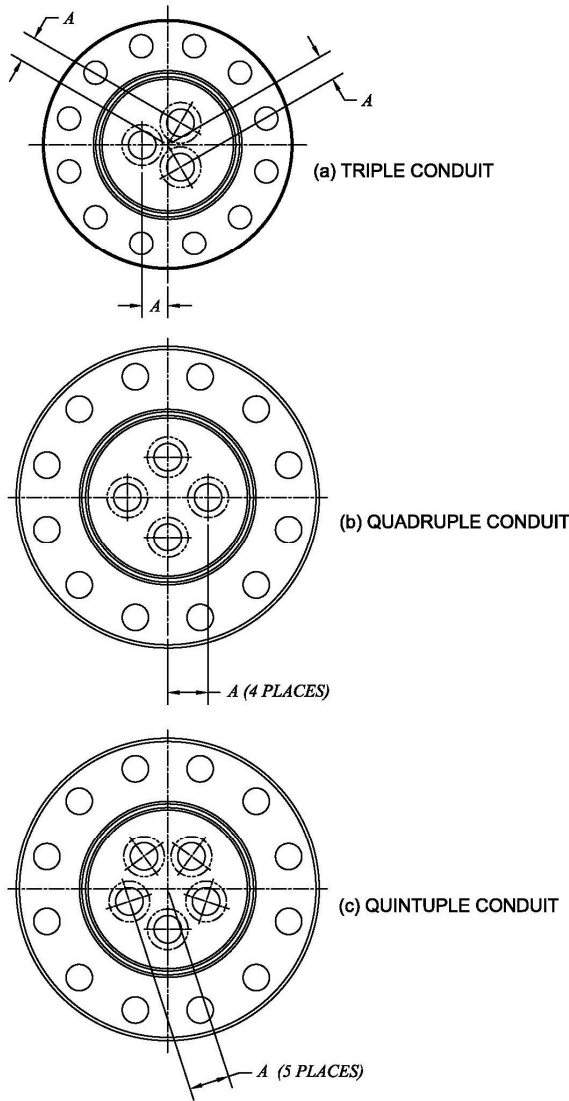 A
A
(a) TRIPLE CONDUIT
A
(b) QUADRUPLE CONDUIT
A (4 PLACES)
(c) QUINTUPLE CONDUIT
A (5 PLACES)